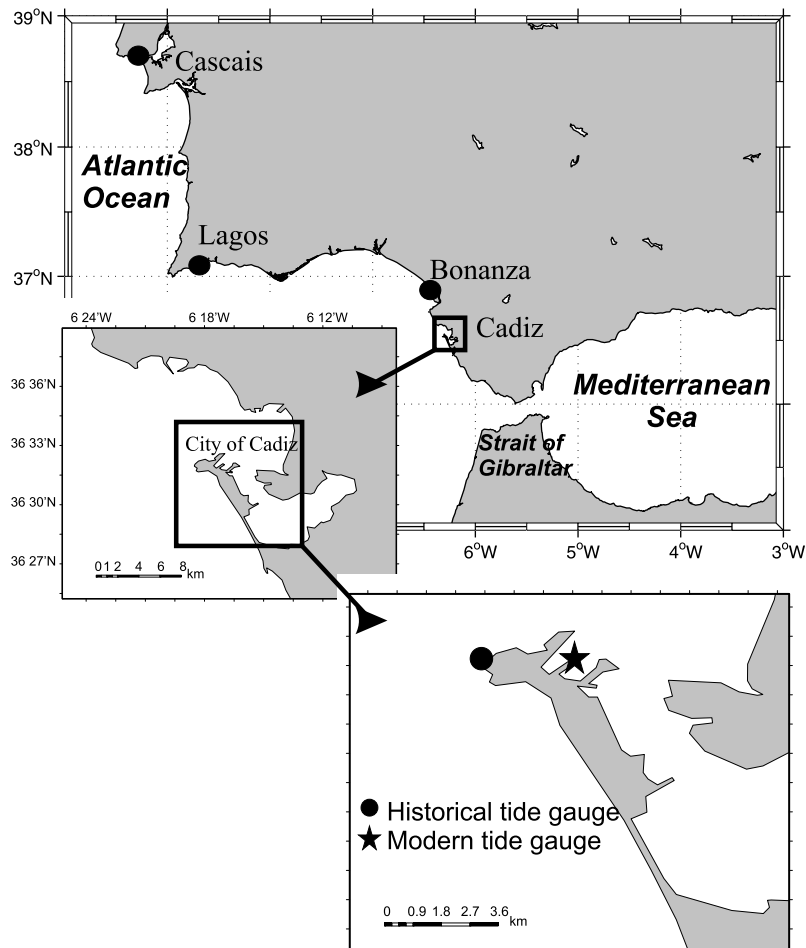 39°N
Cascais
38°N
Atlantic
Ocean
Lagos
37°N
Bonanza
Cadiz
6 24'W
6 18'W
6 12'W
36 36'N
Mediterranean
Sea
36 33'N
City of Cadiz
Strait of
Gibraltar
36 30'N
6°W
5°W
4°W
3°W
36 27'N
0 1 2 4 6 8
km
Historical tide gauge
Modern tide gauge
0 0.9 1.8 2.7 3.6
km